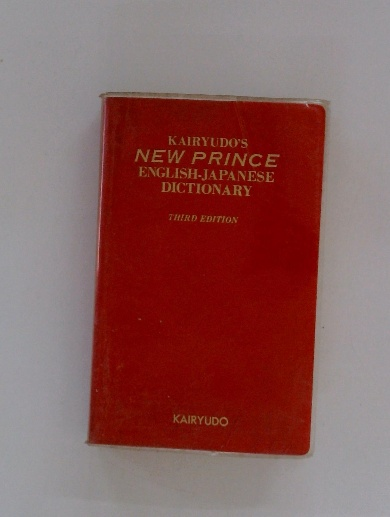 KAIRYUDO'S
NEW PRINCE
ENGLISH-JAPANESE
DICTIONARY
THIRD EDITION
KAIRYUDO